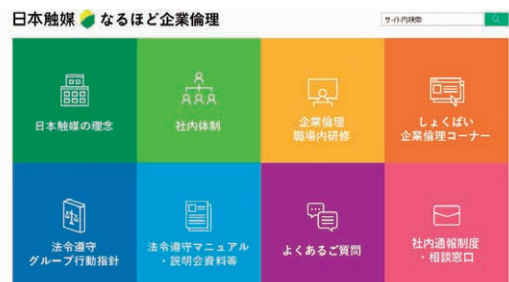 日本触媒 なるほど企業倫理
サイト内検索
日本触媒の理念
社内体制
企業倫理
職場内研修
しょくばい
企業倫理コーナー
法令遵守
グループ行動指針
法令遵守マニュアル
・説明会資料等
よくあるご質問
社内通報制度
・相談窓口